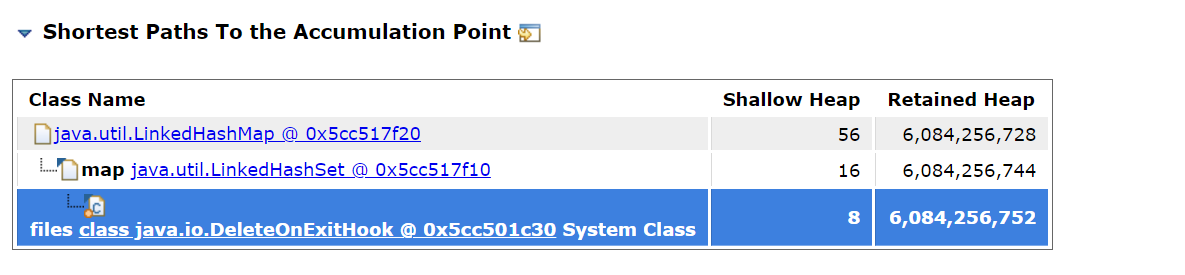 Shortest Paths To the Accumulation Point
Class Name Shallow Heap Retained Heap
java.util.LinkedHashMap @ 0x5cc517f20 56 6,084,256,728
map java.util.LinkedHashSet @ 0x5cc517f10 16 6,084,256,744
files class java.io.DeleteOnExitHook @ 0x5cc501c30 System Class 8 6,084,256,752